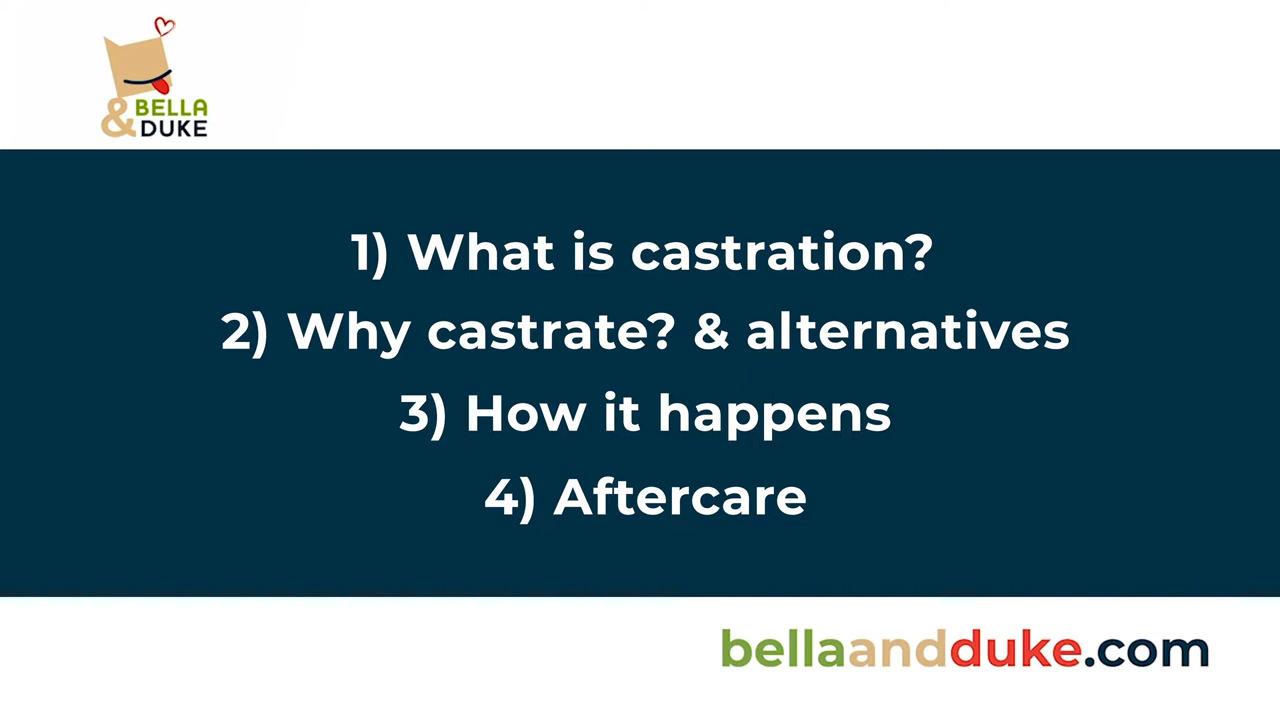 BELLA
& DUKE
1) What is castration?
2) Why castrate? & alternatives
3) How it happens
4) Aftercare
bellaandduke.com